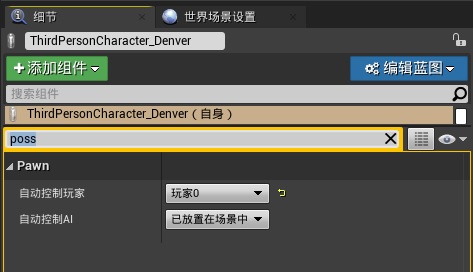 细节
世界场景设置
ThirdPersonCharacter_Denver
添加组件
编辑蓝图
搜索组件
ThirdPersonCharacter_Denver（自身）
poss
Pawn
自动控制玩家
玩家0
自动控制AI
已放置在场景中